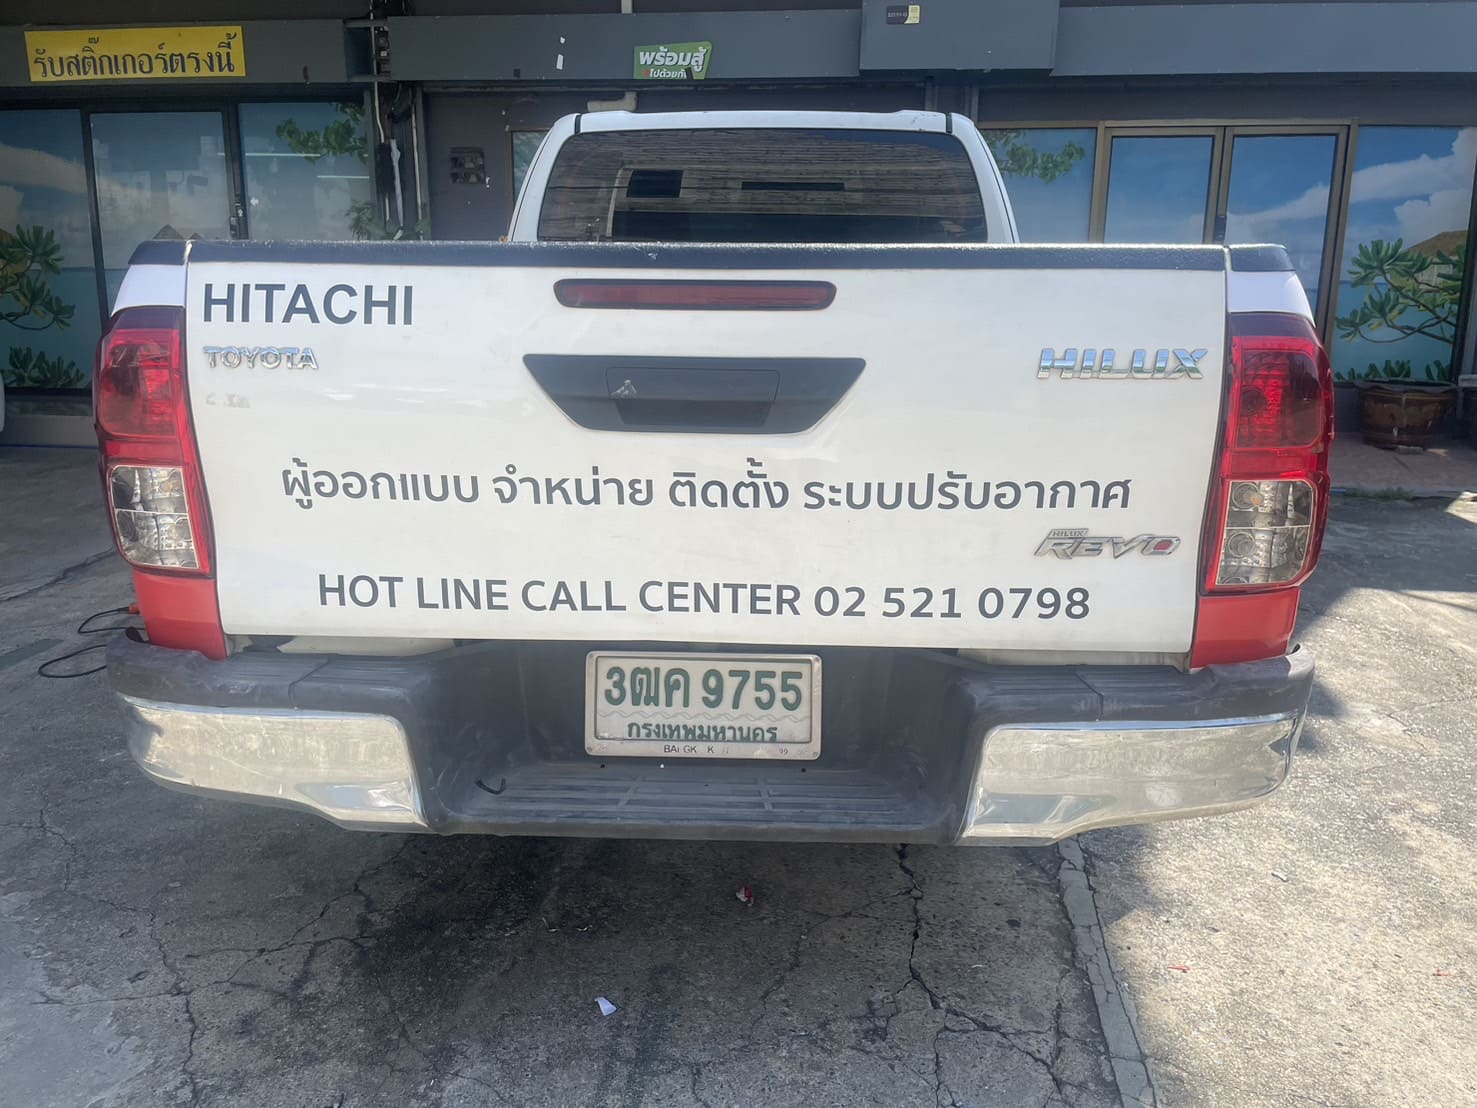 รับสติ๊กเกอร์ตรงนี้
พร้อมสู้
HITACHI
TOYOTA
HILUX
ผู้ออกแบบ จำหน่าย ติดตั้ง ระบบปรับอากาศ
HILUX
REVO
HOT LINE CALL CENTER 02 521 0798
3ฒค 9755
กรุงเทพมหานคร